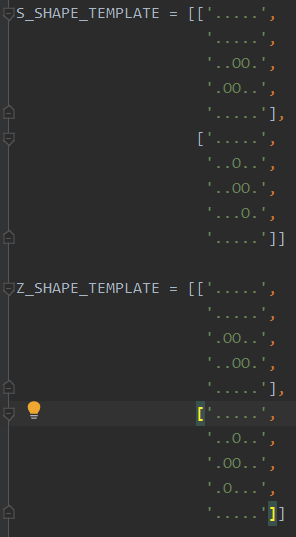 S_SHAPE_TEMPLATE = [['.....',
                     '.....',
                     '..OO.',
                     '.OO..',
                     '.....'],
                    ['.....',
                     '..O..',
                     '..OO.',
                     '...O.',
                     '.....']]

Z_SHAPE_TEMPLATE = [['.....',
                     '.....',
                     '.OO..',
                     '..OO.',
                     '.....'],
                    ['.....',
                     '..O..',
                     '.OO..',
                     '.O...',
                     '.....']]